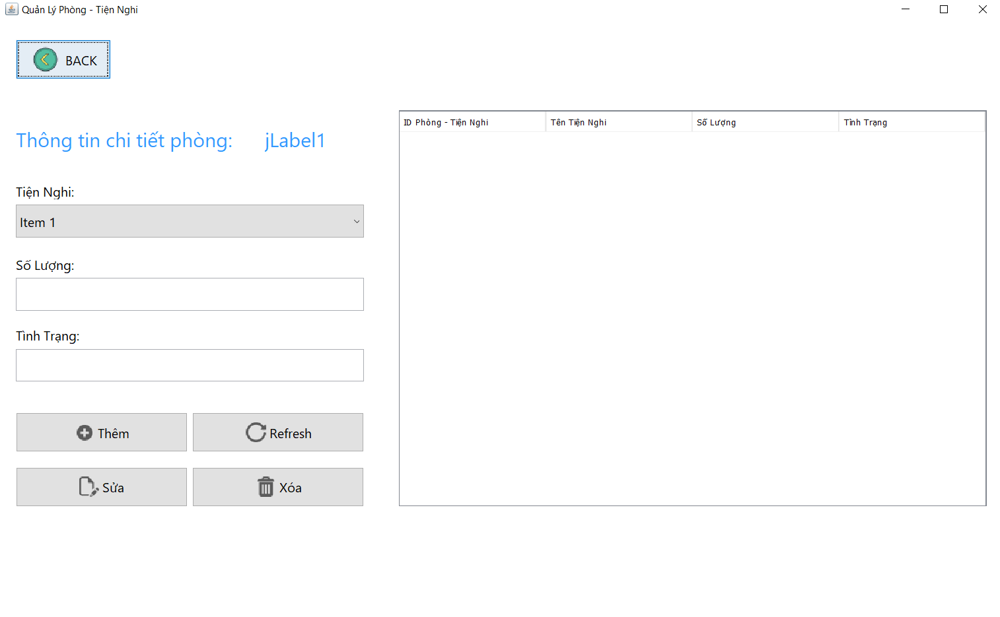 Quản Lý Phòng - Tiện Nghi
BACK
Thông tin chi tiết phòng: jLabel1
Tiện Nghi:
Item 1
Số Lượng:
Tình Trạng:
Thêm
Refresh
Sửa
Xóa
ID Phòng - Tiện Nghi Tên Tiện Nghi Số Lượng Tình Trạng